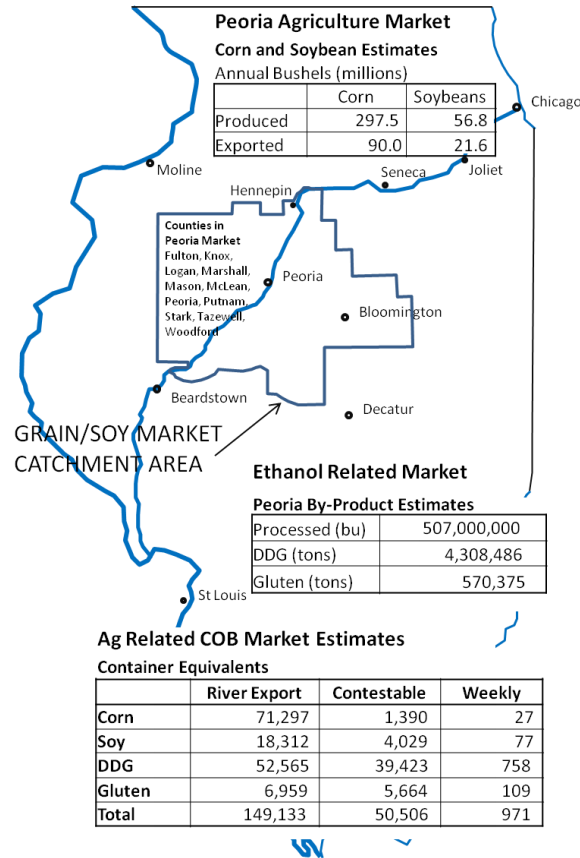 Peoria Agriculture Market
Corn and Soybean Estimates
Annual Bushels (millions)
Corn Soybeans
Produced 297.5 56.8
Exported 90.0 21.6
Chicago
Moline
Seneca
Joliet
Hennepin
Counties in
Peoria Market
Fulton, Knox,
Logan, Marshall,
Mason, McLean,
Peoria, Putnam,
Stark, Tazewell,
Woodford
Peoria
Bloomington
Beardstown
Decatur
GRAIN/SOY MARKET
CATCHMENT AREA
Ethanol Related Market
Peoria By-Product Estimates
Processed (bu) 507,000,000
DDG (tons) 4,308,486
Gluten (tons) 570,375
St Louis
Ag Related COB Market Estimates
Container Equivalents
River Export Contestable Weekly
Corn 71,297 1,390 27
Soy 18,312 4,029 77
DDG 52,565 39,423 758
Gluten 6,959 5,664 109
Total 149,133 50,506 971